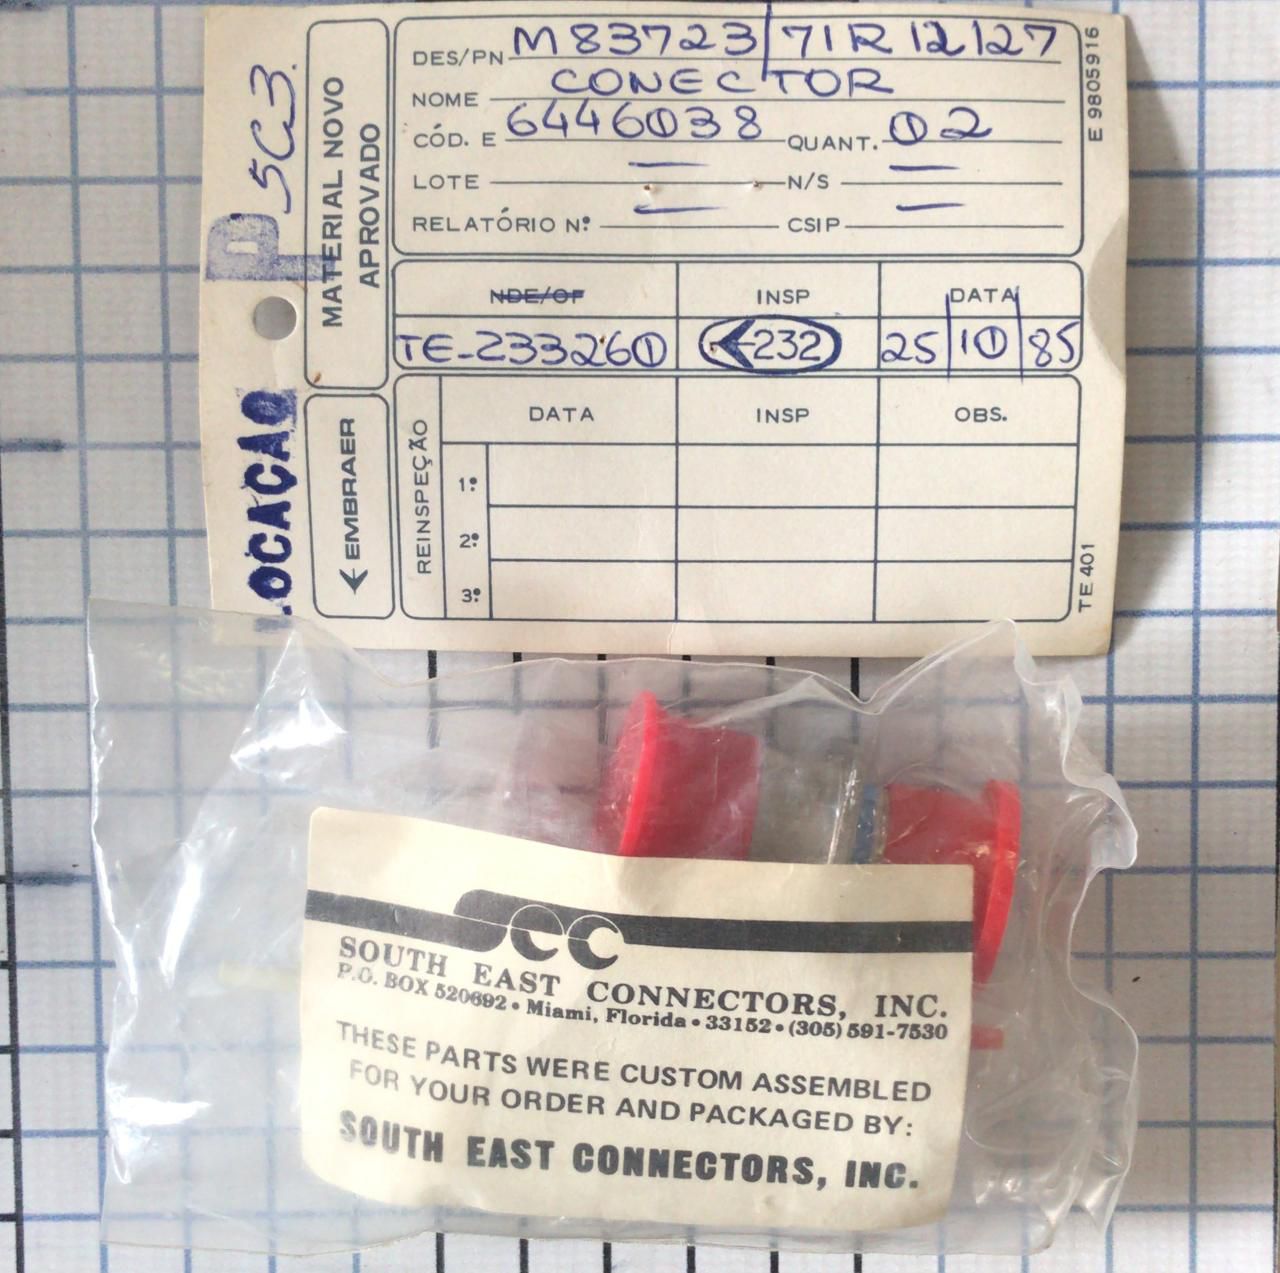 DES/PN M83723/71R12127
NOME CONECTOR
CÓD. E 6446038 QUANT. 02
LOTE — N/S —
RELATÓRIO N° — CSIP —
E 9805916
P 5C3.
MATERIAL NOVO
APROVADO
NDE/OF INSP DATA
TE-233260 232 25/10/85
OCACAO
EMBRAER
REINSPEÇÃO
DATA INSP OBS.
1º
2º
3º
TE 401
SCC
SOUTH EAST CONNECTORS, INC.
P.O. BOX 520692 • Miami, Florida • 33152 • (305) 591-7530
THESE PARTS WERE CUSTOM ASSEMBLED
FOR YOUR ORDER AND PACKAGED BY:
SOUTH EAST CONNECTORS, INC.